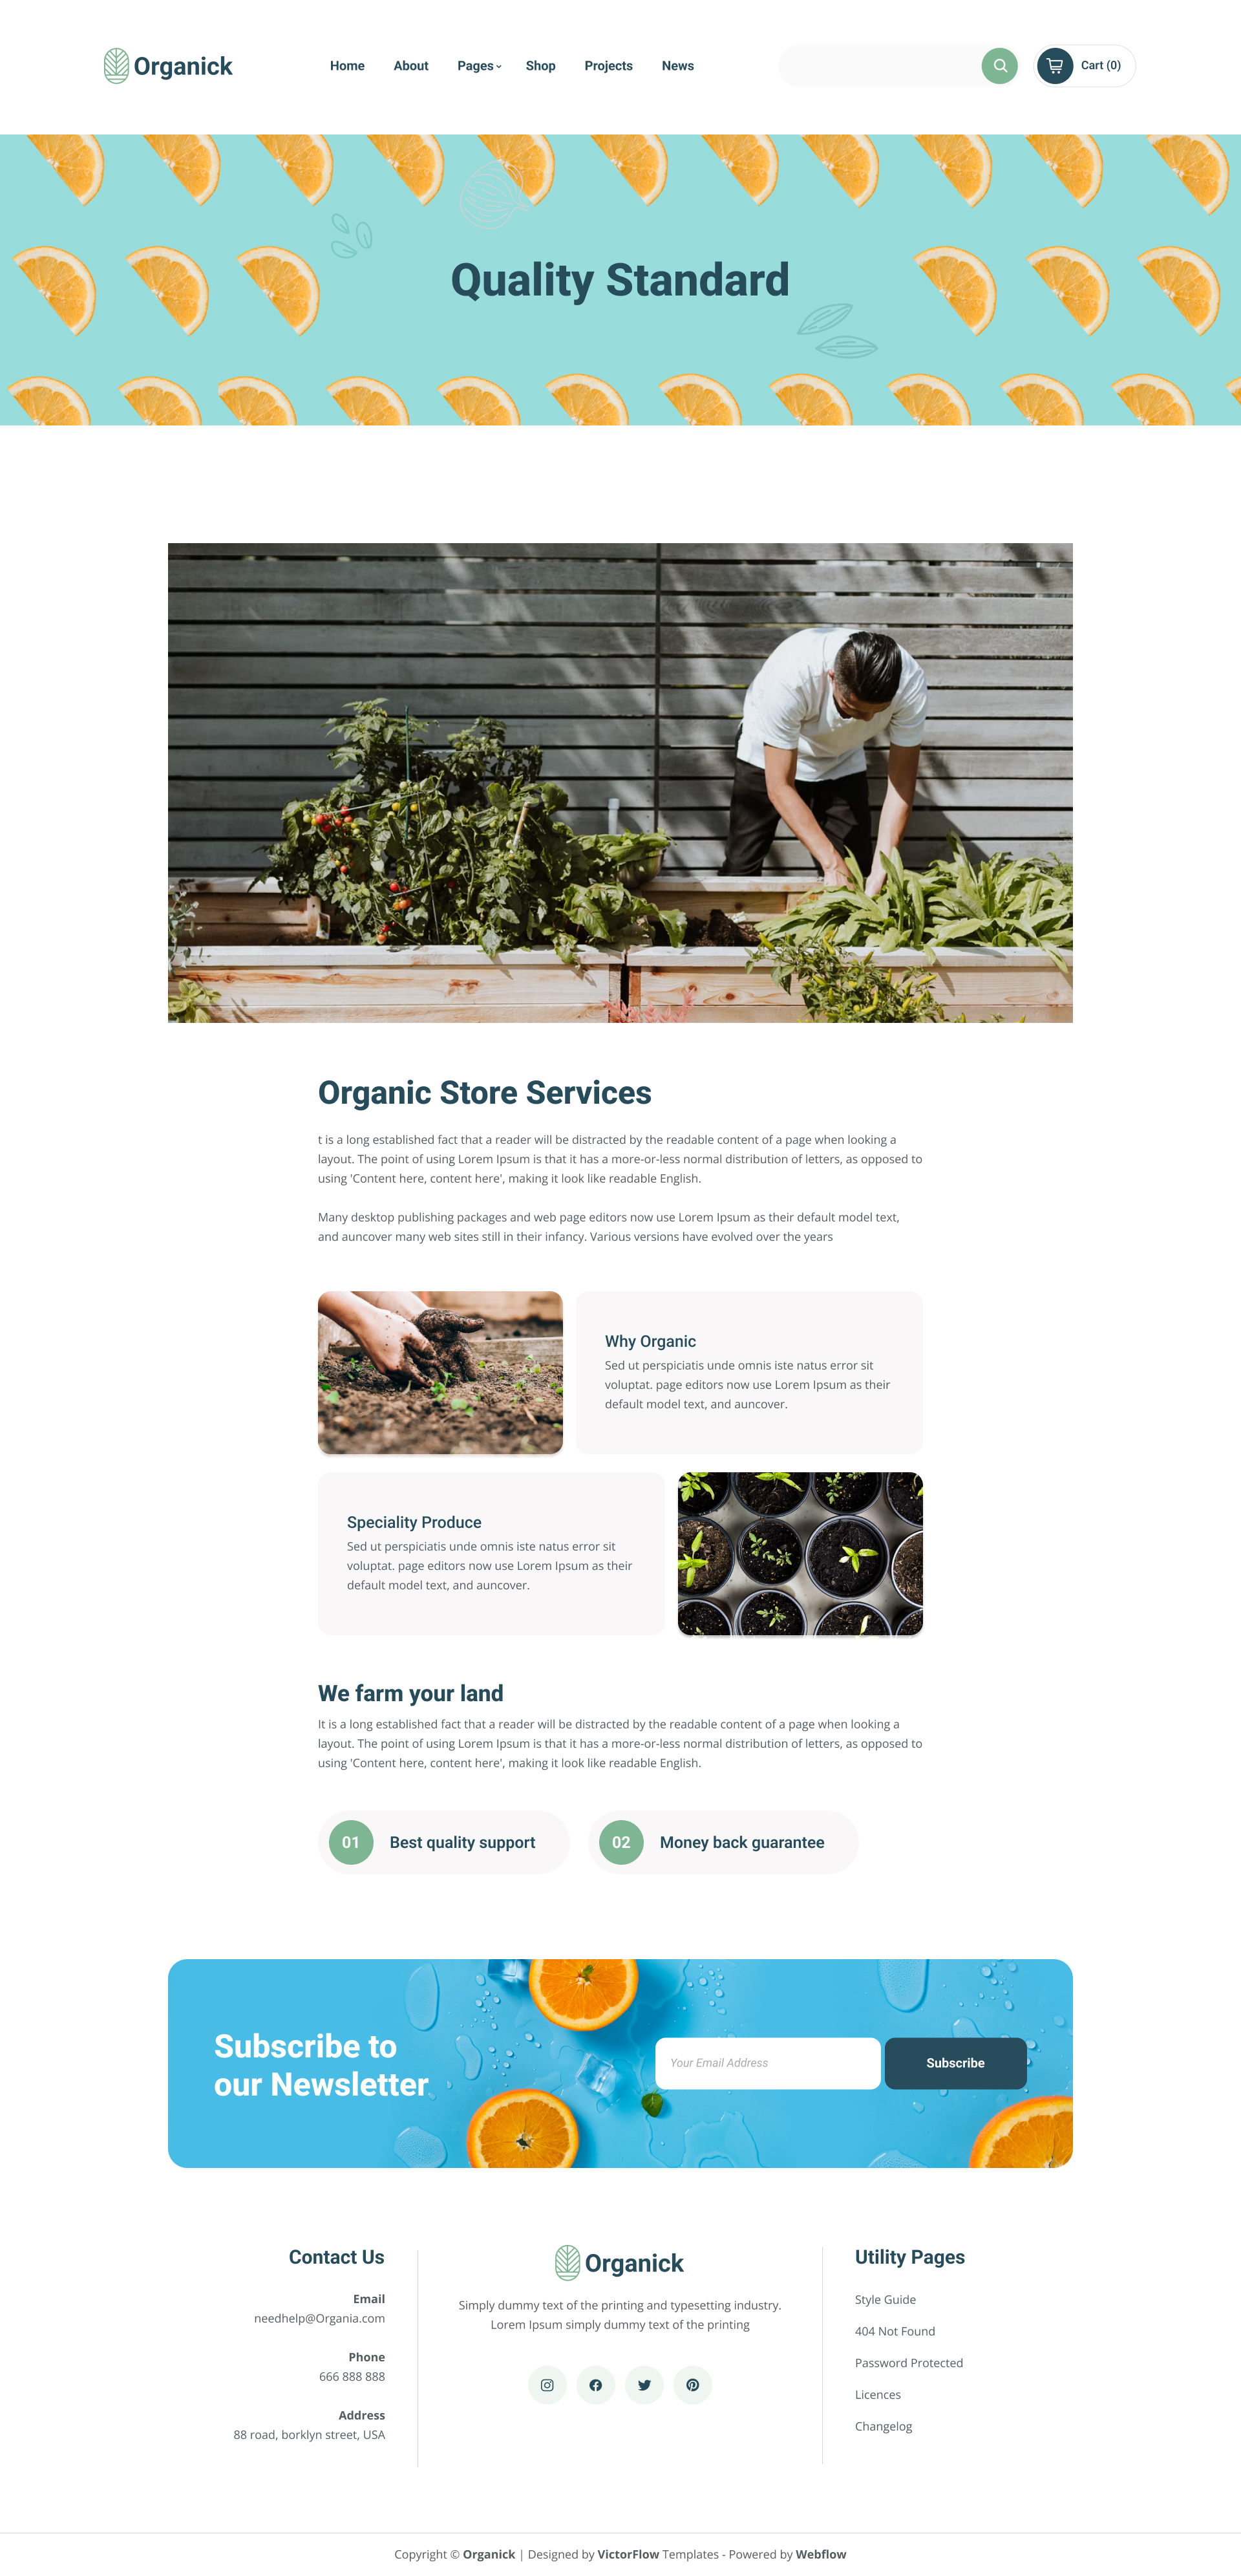 Organick
Home About Pages Shop Projects News
Cart (0)
Quality Standard
Organic Store Services
t is a long established fact that a reader will be distracted by the readable content of a page when looking a
layout. The point of using Lorem Ipsum is that it has a more-or-less normal distribution of letters, as opposed to
using 'Content here, content here', making it look like readable English.
Many desktop publishing packages and web page editors now use Lorem Ipsum as their default model text,
and auncover many web sites still in their infancy. Various versions have evolved over the years
Why Organic
Sed ut perspiciatis unde omnis iste natus error sit
voluptat. page editors now use Lorem Ipsum as their
default model text, and auncover.
Speciality Produce
Sed ut perspiciatis unde omnis iste natus error sit
voluptat. page editors now use Lorem Ipsum as their
default model text, and auncover.
We farm your land
It is a long established fact that a reader will be distracted by the readable content of a page when looking a
layout. The point of using Lorem Ipsum is that it has a more-or-less normal distribution of letters, as opposed to
using 'Content here, content here', making it look like readable English.
01 Best quality support
02 Money back guarantee
Subscribe to
our Newsletter
Your Email Address
Subscribe
Contact Us
Email
needhelp@Organia.com
Phone
666 888 888
Address
88 road, borklyn street, USA
Organick
Simply dummy text of the printing and typesetting industry.
Lorem Ipsum simply dummy text of the printing
Utility Pages
Style Guide
404 Not Found
Password Protected
Licences
Changelog
Copyright © Organick | Designed by VictorFlow Templates - Powered by Webflow